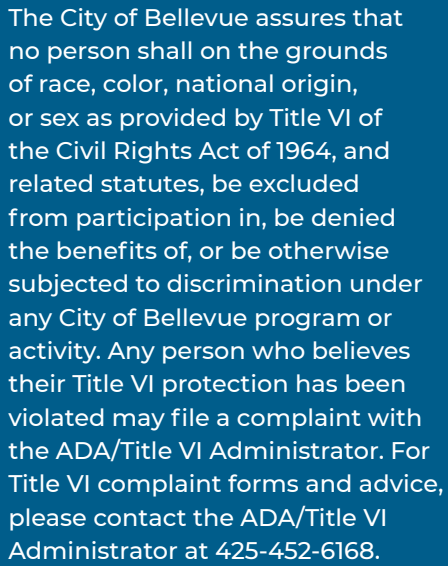 The City of Bellevue assures that
no person shall on the grounds
of race, color, national origin,
or sex as provided by Title VI of
the Civil Rights Act of 1964, and
related statutes, be excluded
from participation in, be denied
the benefits of, or be otherwise
subjected to discrimination under
any City of Bellevue program or
activity. Any person who believes
their Title VI protection has been
violated may file a complaint with
the ADA/Title VI Administrator. For
Title VI complaint forms and advice,
please contact the ADA/Title VI
Administrator at 425-452-6168.